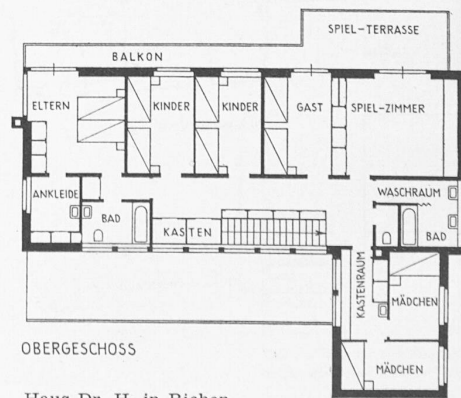 SPIEL-TERRASSE
BALKON
ELTERN
KINDER
KINDER
GAST
SPIEL-ZIMMER
ANKLEIDE
WASCHRAUM
BAD
KASTEN
BAD
KASTENRAUM
MÄDCHEN
MÄDCHEN
OBERGESCHOSS